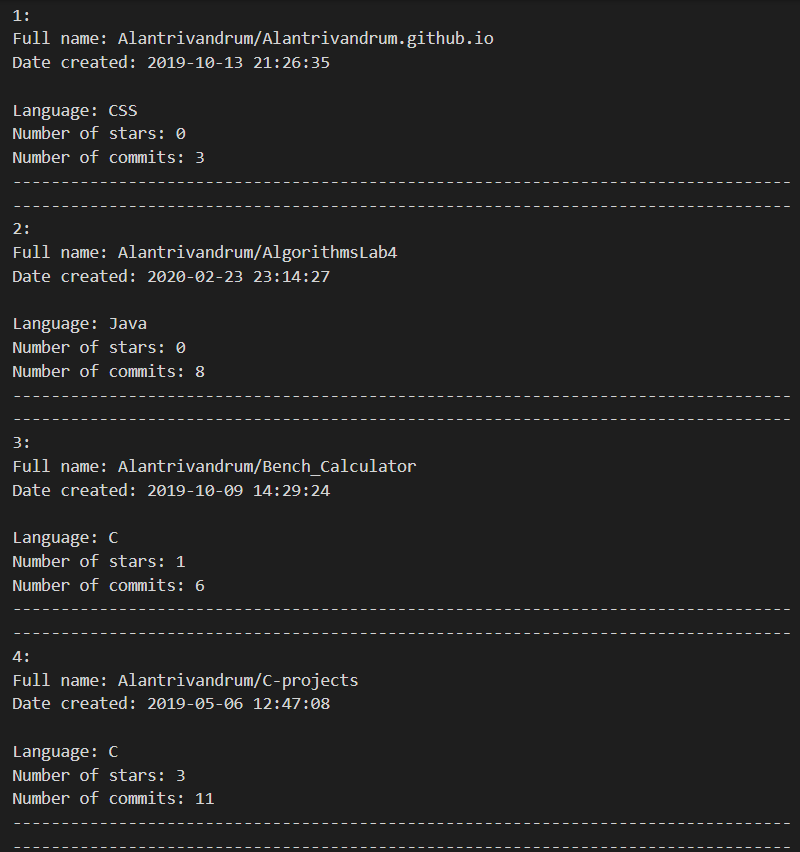 1:
Full name: Alantrivandrum/Alantrivandrum.github.io
Date created: 2019-10-13 21:26:35
Language: CSS
Number of stars: 0
Number of commits: 3
---------------------------------------------------------------------------------
---------------------------------------------------------------------------------
2:
Full name: Alantrivandrum/AlgorithmsLab4
Date created: 2020-02-23 23:14:27
Language: Java
Number of stars: 0
Number of commits: 8
---------------------------------------------------------------------------------
---------------------------------------------------------------------------------
3:
Full name: Alantrivandrum/Bench_Calculator
Date created: 2019-10-09 14:29:24
Language: C
Number of stars: 1
Number of commits: 6
---------------------------------------------------------------------------------
---------------------------------------------------------------------------------
4:
Full name: Alantrivandrum/C-projects
Date created: 2019-05-06 12:47:08
Language: C
Number of stars: 3
Number of commits: 11
---------------------------------------------------------------------------------
---------------------------------------------------------------------------------